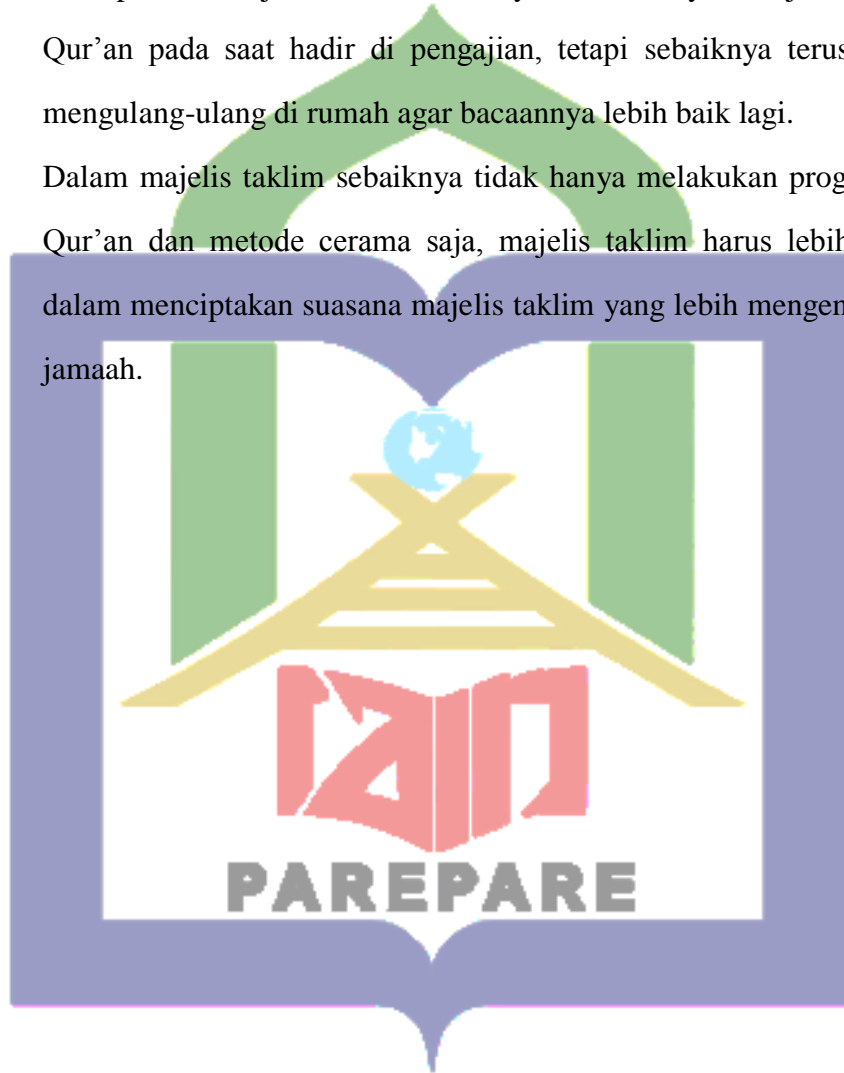 Qur’an pada saat hadir di pengajian, tetapi sebaiknya terus
mengulang-ulang di rumah agar bacaannya lebih baik lagi.
Dalam majelis taklim sebaiknya tidak hanya melakukan prog
Qur’an dan metode cerama saja, majelis taklim harus lebih
dalam menciptakan suasana majelis taklim yang lebih mengen
jamaah.
iain
PAREPARE